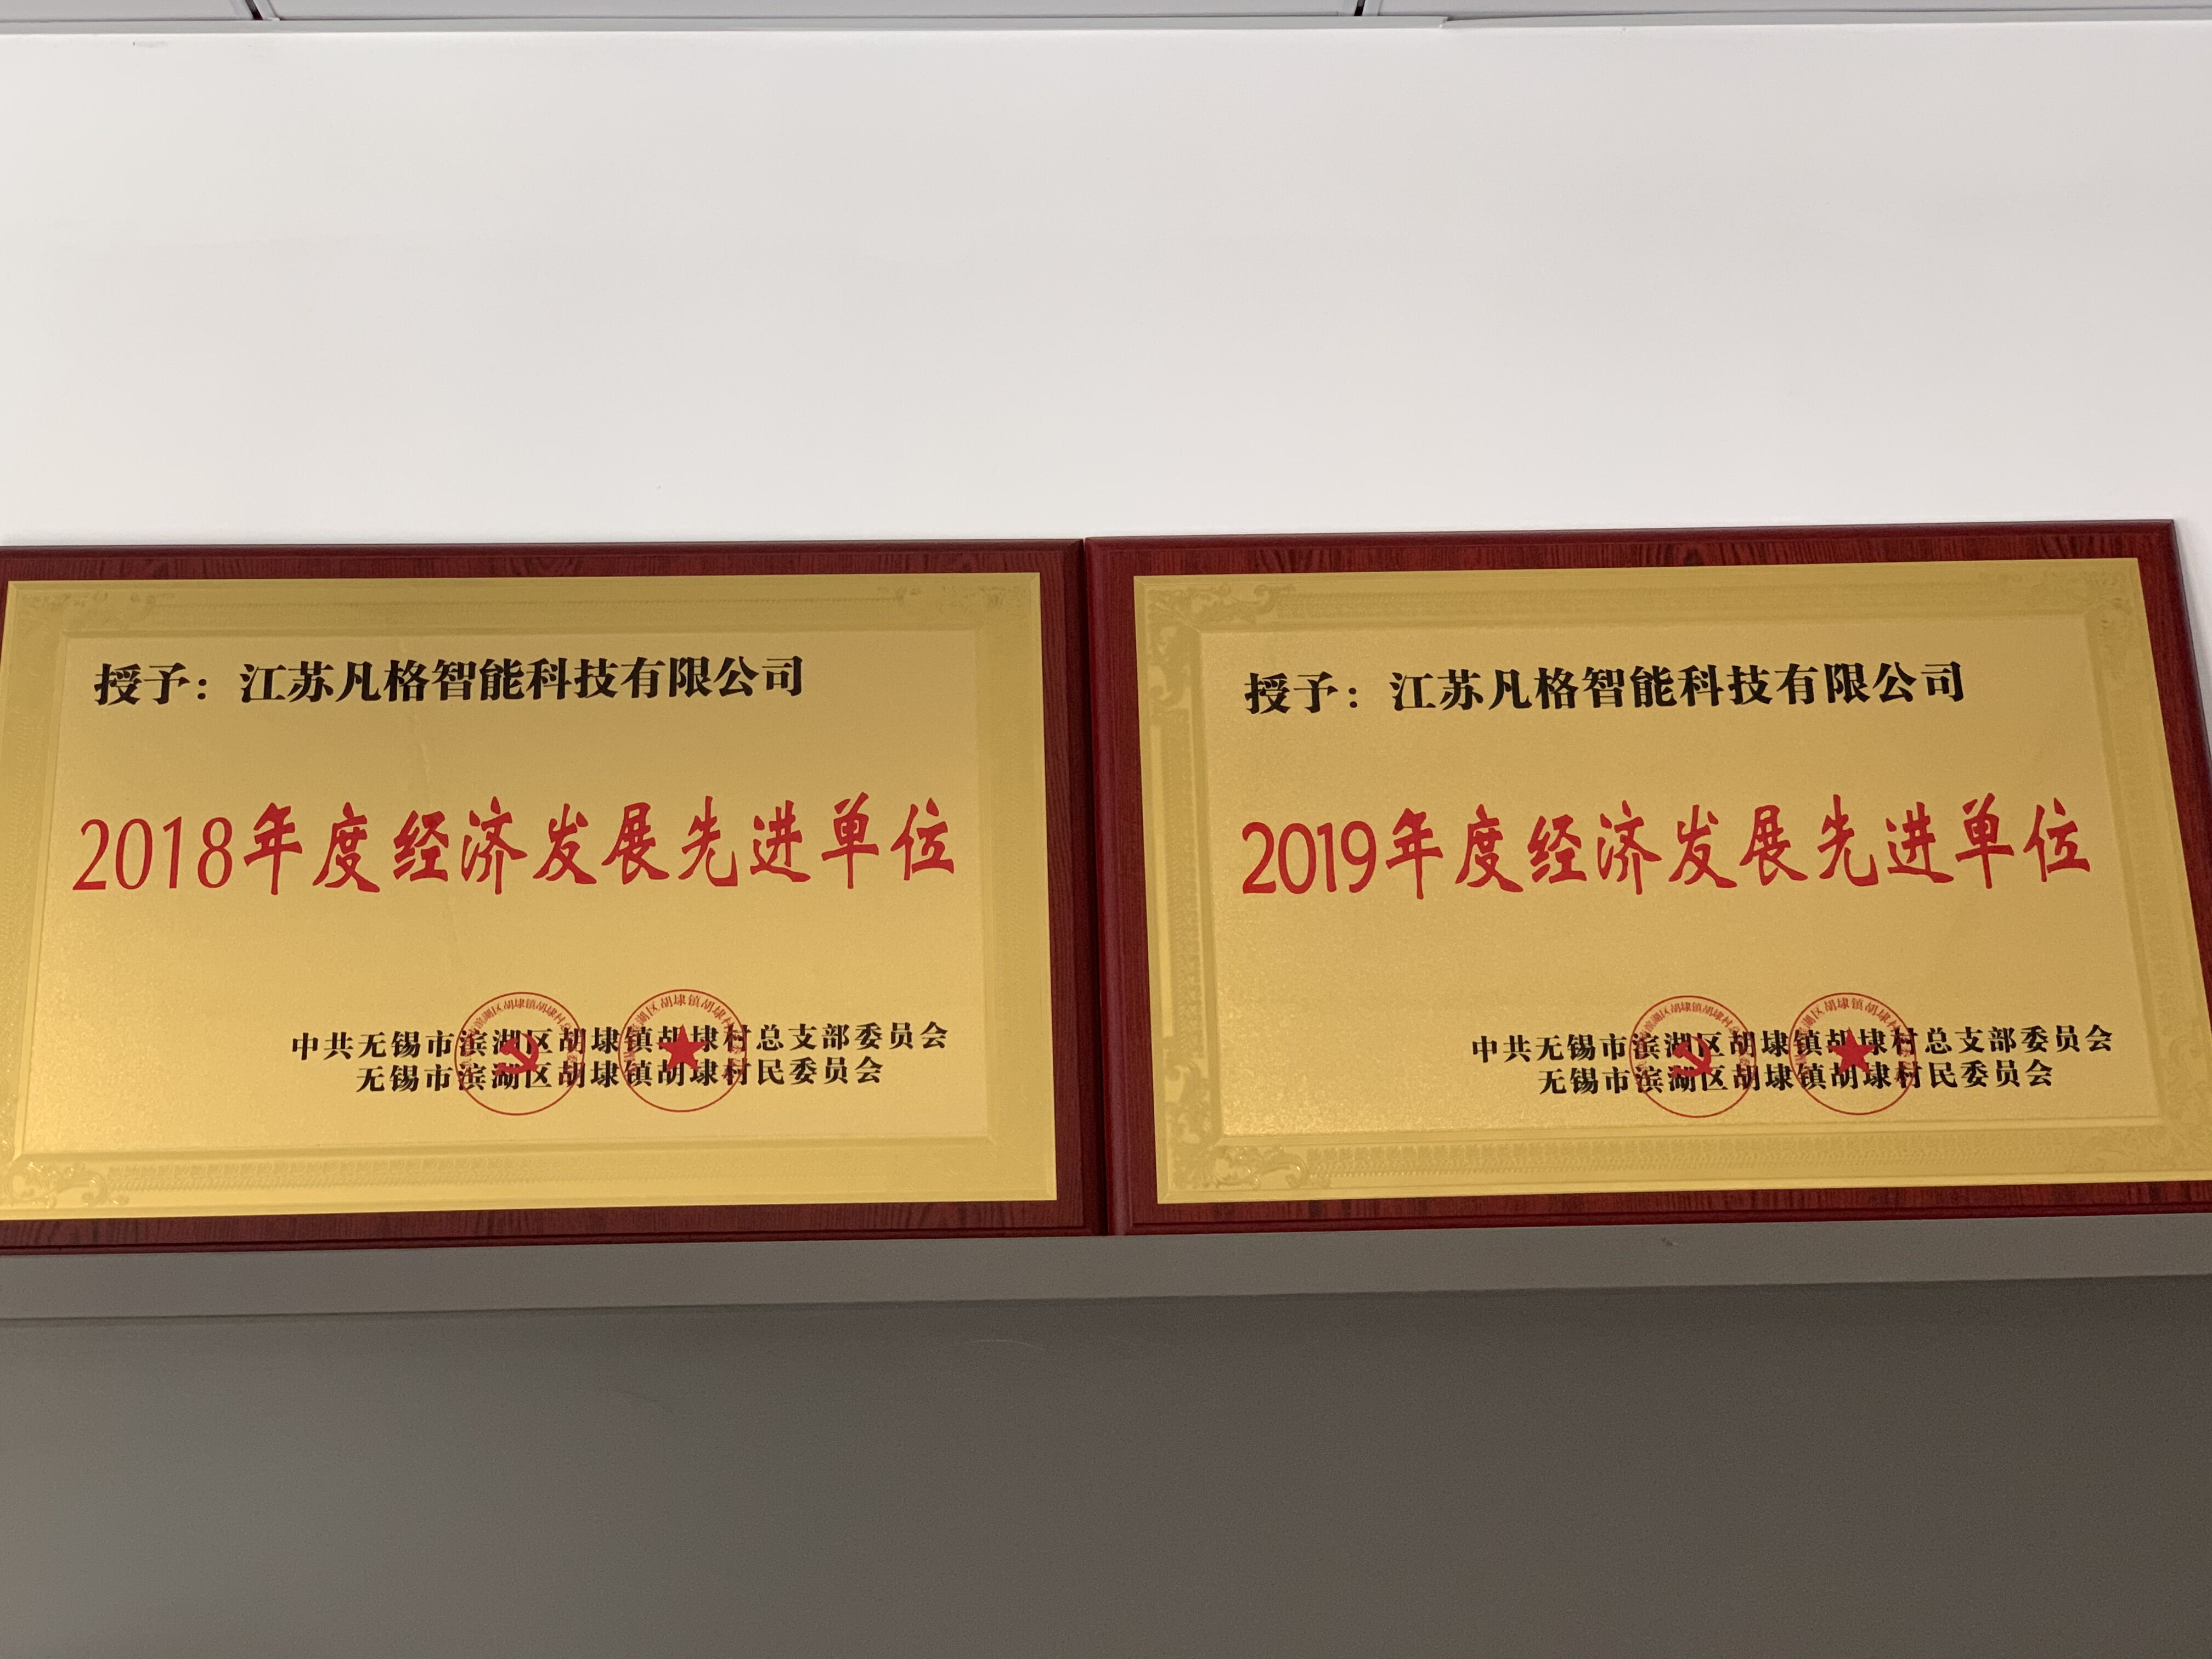 授予：江苏凡格智能科技有限公司
2018年度经济发展先进单位
中共无锡市滨湖区胡埭镇胡埭村总支部委员会
无锡市滨湖区胡埭镇胡埭村民委员会
授予：江苏凡格智能科技有限公司
2019年度经济发展先进单位
中共无锡市滨湖区胡埭镇胡埭村总支部委员会
无锡市滨湖区胡埭镇胡埭村民委员会